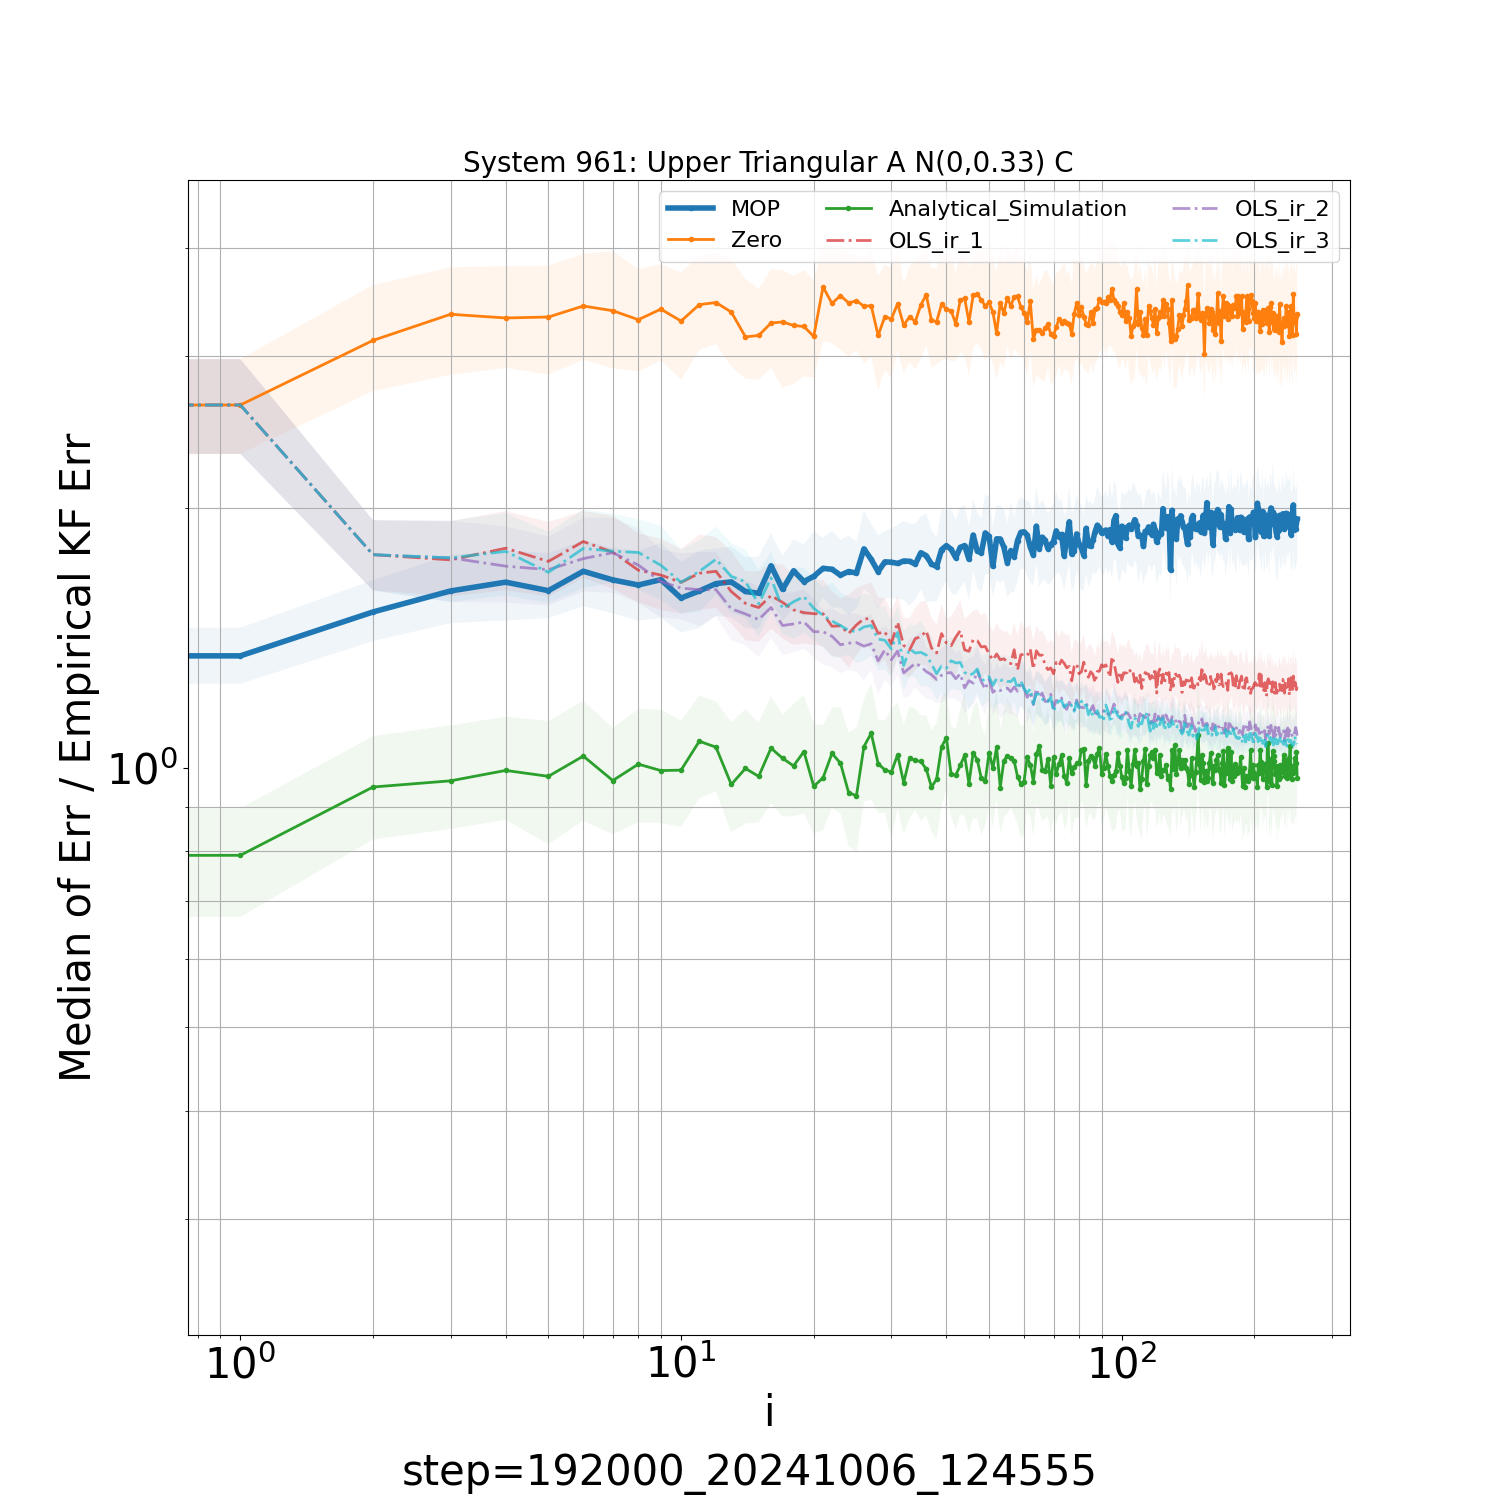 System 961: Upper Triangular A N(0,0.33) C
MOP
Zero
Analytical_Simulation
OLS_ir_1
OLS_ir_2
OLS_ir_3
Median of Err / Empirical KF Err
10⁰
10⁰
10¹
10²
i
step=192000_20241006_124555